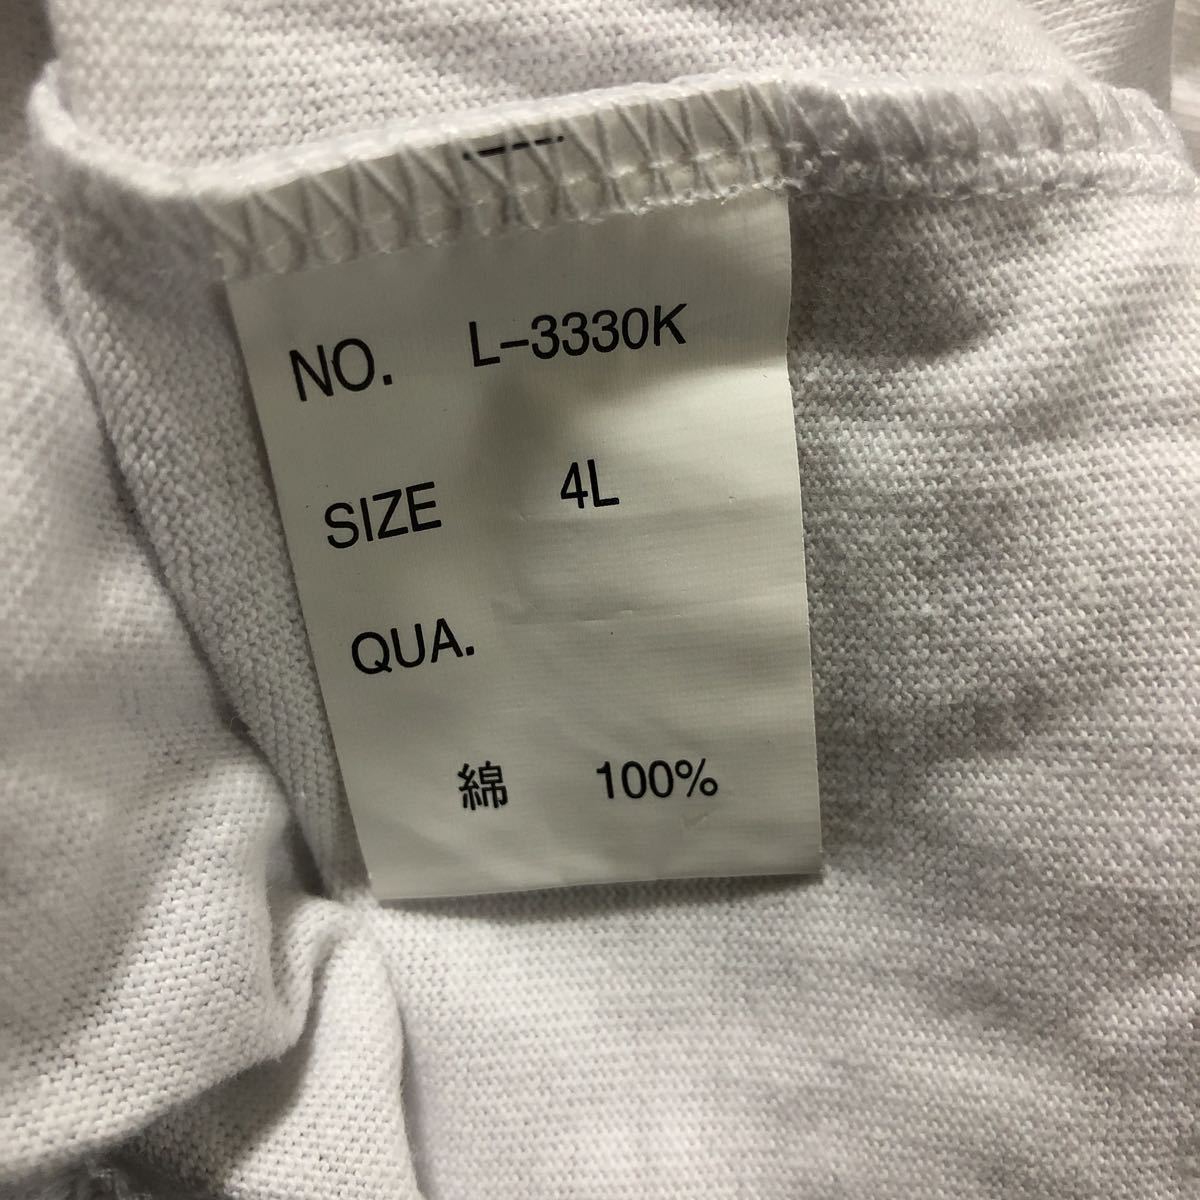 NO. L-3330K
SIZE 4L
QUA.
綿 100%